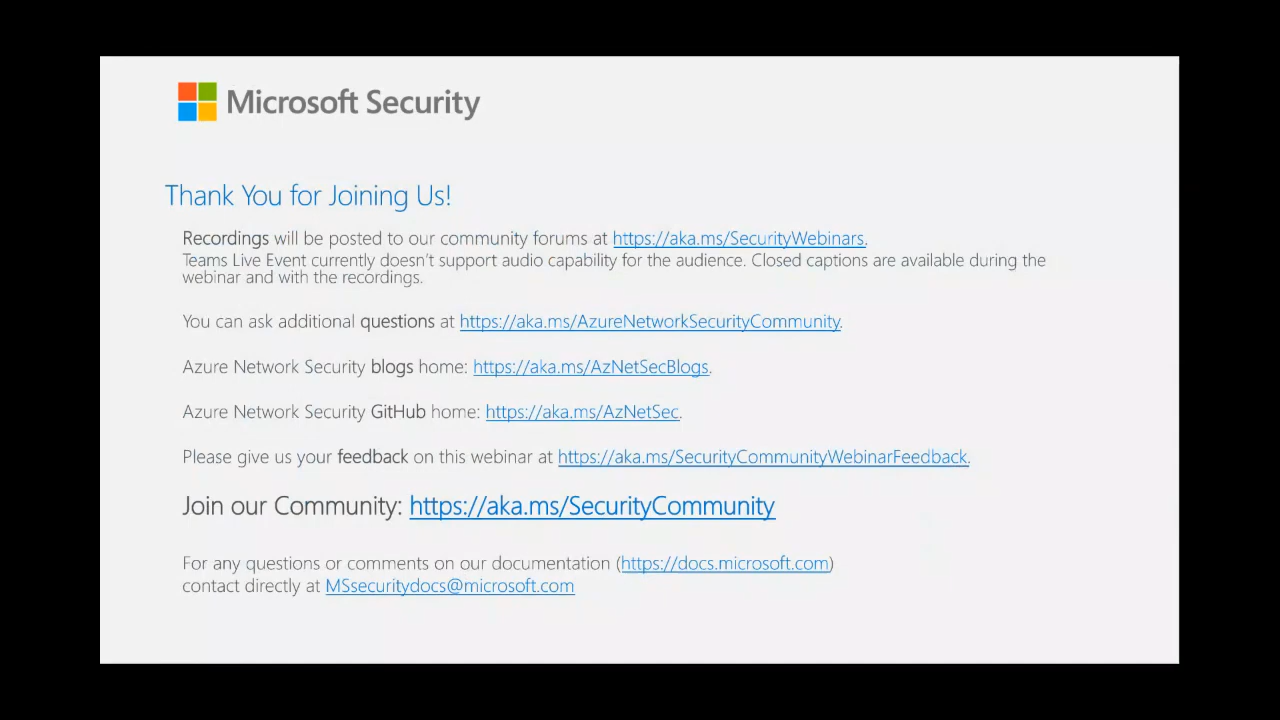 Microsoft Security
Thank You for Joining Us!
Recordings will be posted to our community forums at https://aka.ms/SecurityWebinars.
Teams Live Event currently doesn't support audio capability for the audience. Closed captions are available during the
webinar and with the recordings.
You can ask additional questions at https://aka.ms/AzureNetworkSecurityCommunity.
Azure Network Security blogs home: https://aka.ms/AzNetSecBlogs.
Azure Network Security GitHub home: https://aka.ms/AzNetSec.
Please give us your feedback on this webinar at https://aka.ms/SecurityCommunityWebinarFeedback.
Join our Community: https://aka.ms/SecurityCommunity
For any questions or comments on our documentation (https://docs.microsoft.com)
contact directly at MSsecuritydocs@microsoft.com